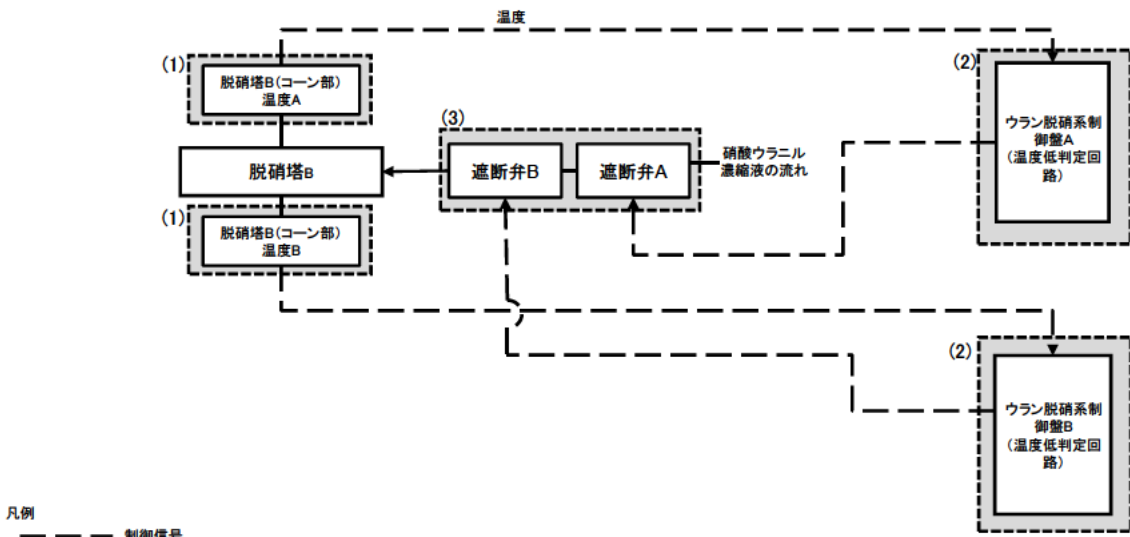 温度
(1)
脱硝塔B(コーン部)
温度A
(2)
ウラン脱硝系制
御盤A
(温度低判定回
路)
(3)
硝酸ウラニル
濃縮液の流れ
脱硝塔B
遮断弁B
遮断弁A
(1)
脱硝塔B(コーン部)
温度B
(2)
ウラン脱硝系制
御盤B
(温度低判定回
路)
凡例
制御信号